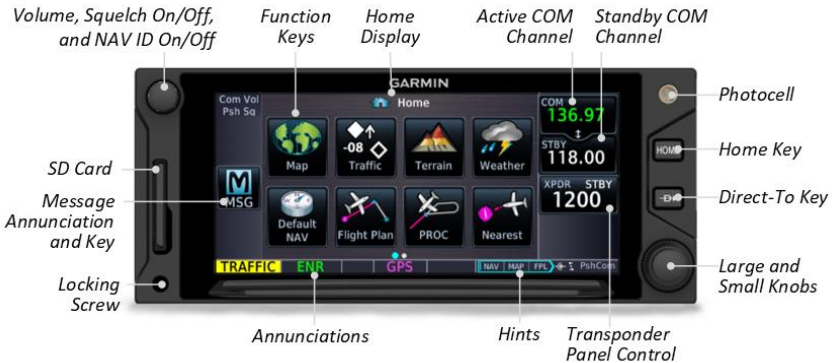 Volume, Squelch On/Off,
and NAV ID On/Off
Function
Keys
Home
Display
Active COM
Channel
Standby COM
Channel
GARMIN
Com Vol
Psh Sq
Home
COM
136.97
STBY
118.00
XPDR STBY
1200
Map
-08
Traffic
Terrain
Weather
MSG
Default
NAV
Flight Plan
PROC
Nearest
TRAFFIC ENR GPS
NAV MAP FPL PshCom
HOME
D
Photocell
Home Key
Direct-To Key
Large and
Small Knobs
SD Card
Message
Annunciation
and Key
Locking
Screw
Annunciations
Hints
Transponder
Panel Control